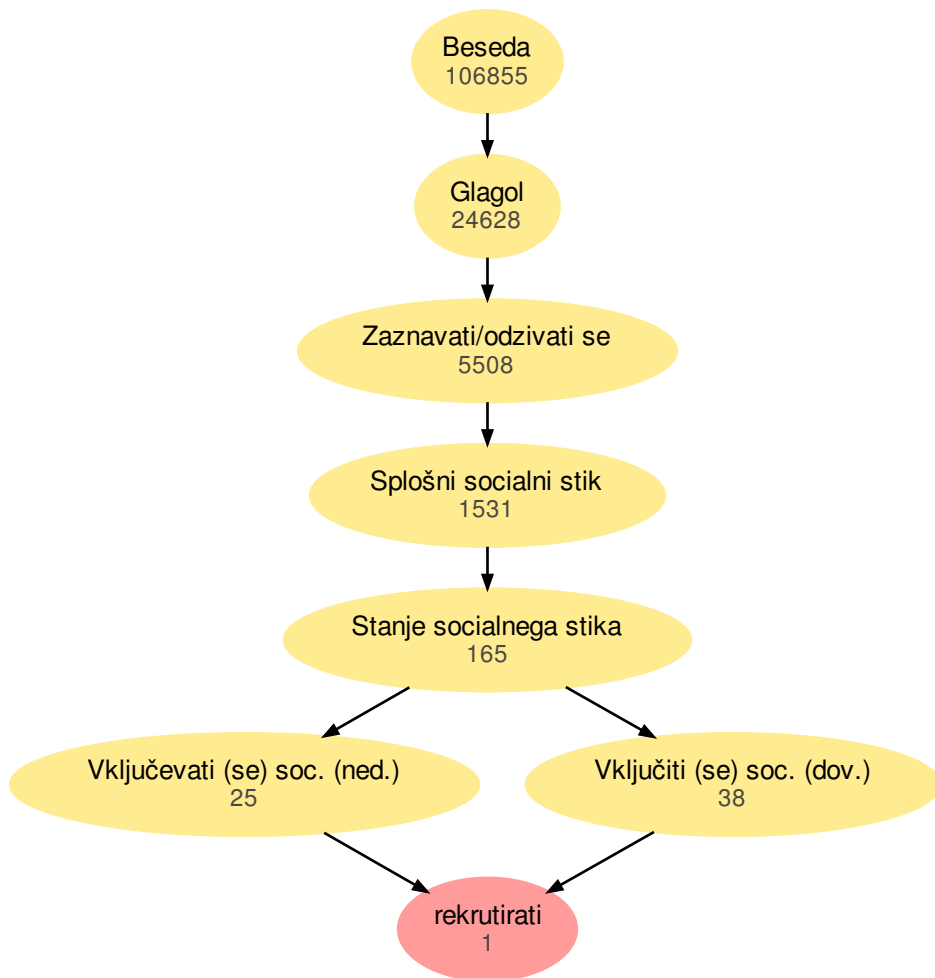 Beseda
106855
Glagol
24628
Zaznavati/odzivati se
5508
Splošni socialni stik
1531
Stanje socialnega stika
165
Vključevati (se) soc. (ned.)
25
Vključiti (se) soc. (dov.)
38
rekrutirati
1